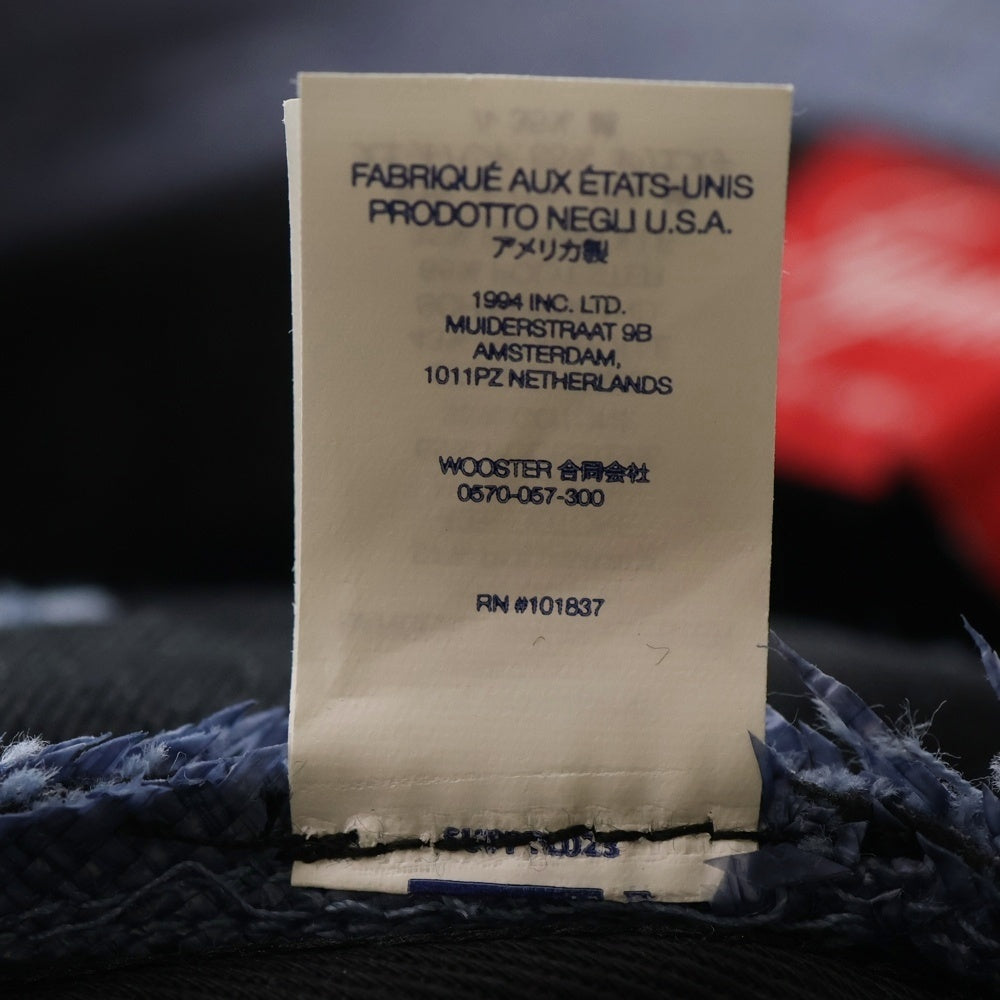 FABRIQUÉ AUX ÉTATS-UNIS
PRODOTTO NEGLI U.S.A.
アメリカ製
1994 INC. LTD.
MUIDERSTRAAT 9B
AMSTERDAM,
1011PZ NETHERLANDS
WOOSTER 合同会社
0570-057-300
RN #101837